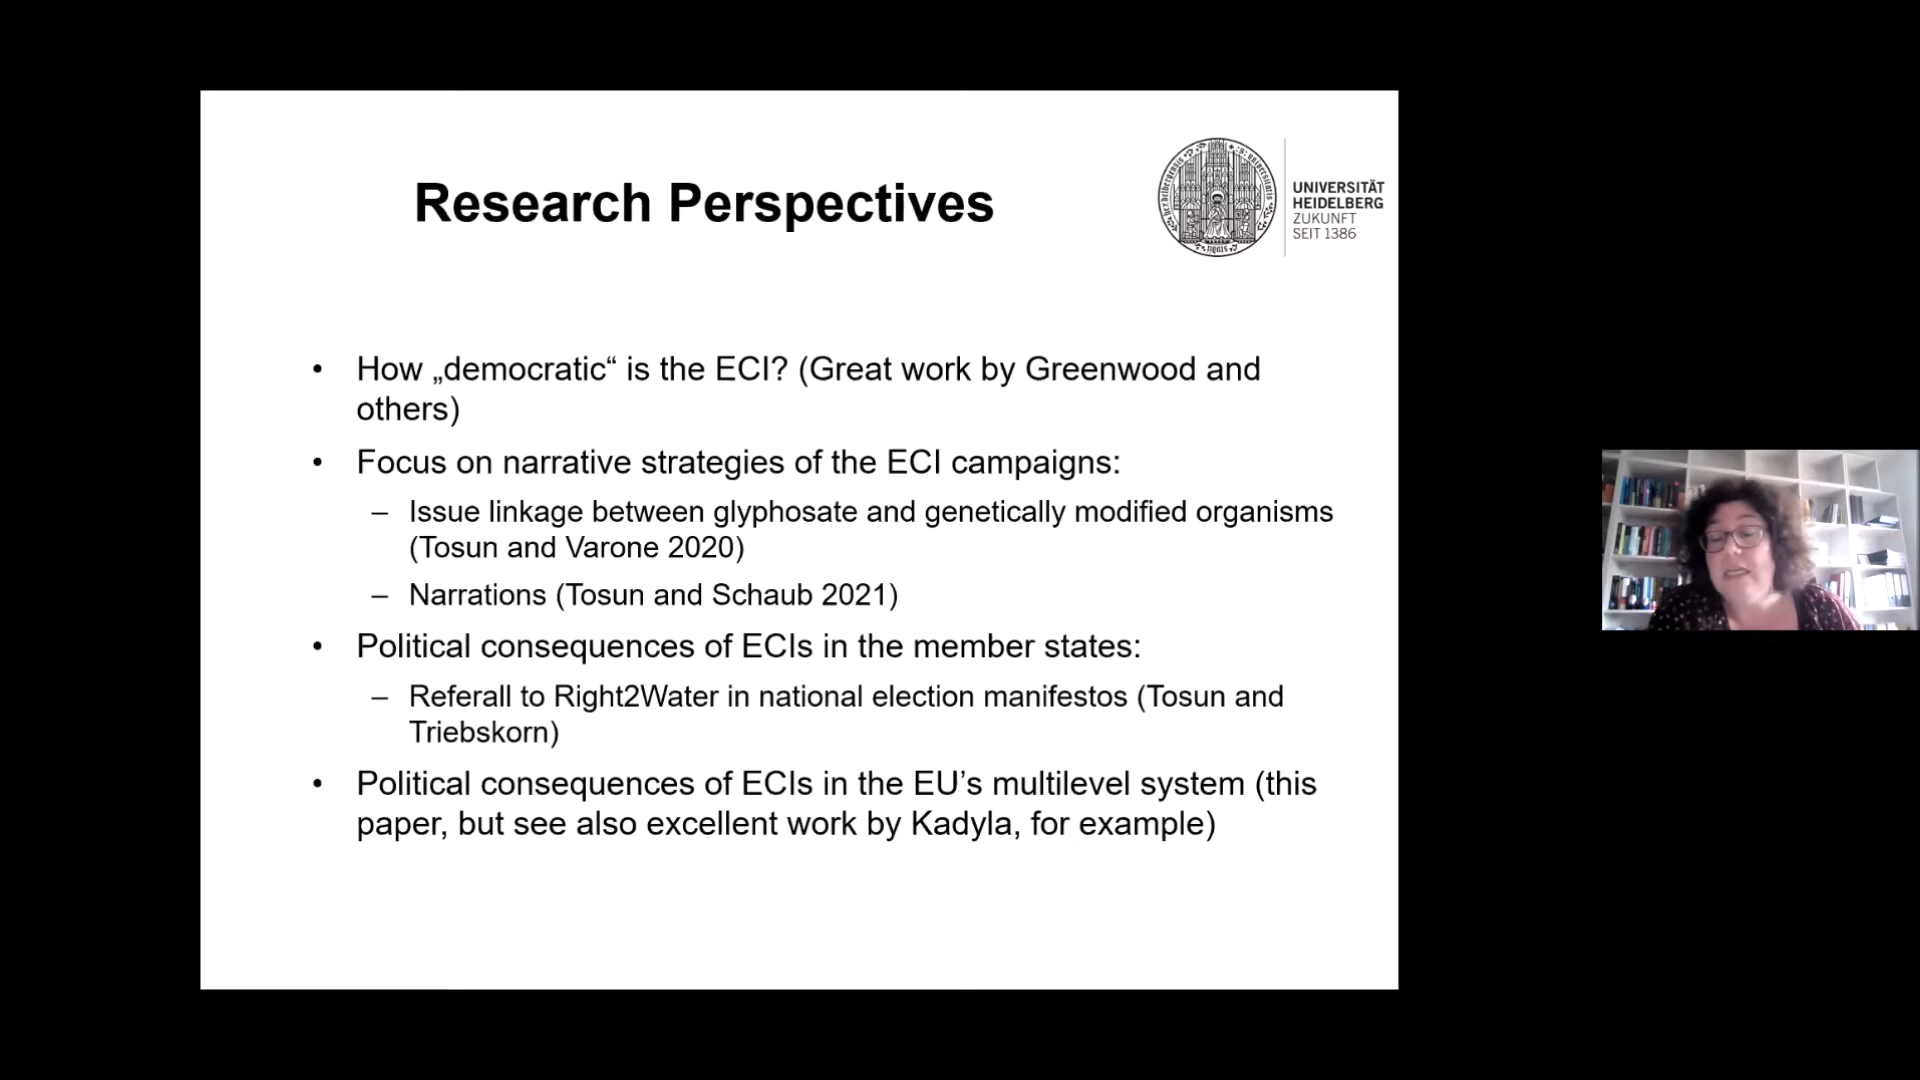 Research Perspectives
UNIVERSITÄT
HEIDELBERG
ZUKUNFT
SEIT 1386
• How „democratic“ is the ECI? (Great work by Greenwood and
others)
• Focus on narrative strategies of the ECI campaigns:
– Issue linkage between glyphosate and genetically modified organisms
(Tosun and Varone 2020)
– Narrations (Tosun and Schaub 2021)
• Political consequences of ECIs in the member states:
– Referall to Right2Water in national election manifestos (Tosun and
Triebskorn)
• Political consequences of ECIs in the EU’s multilevel system (this
paper, but see also excellent work by Kadyla, for example)